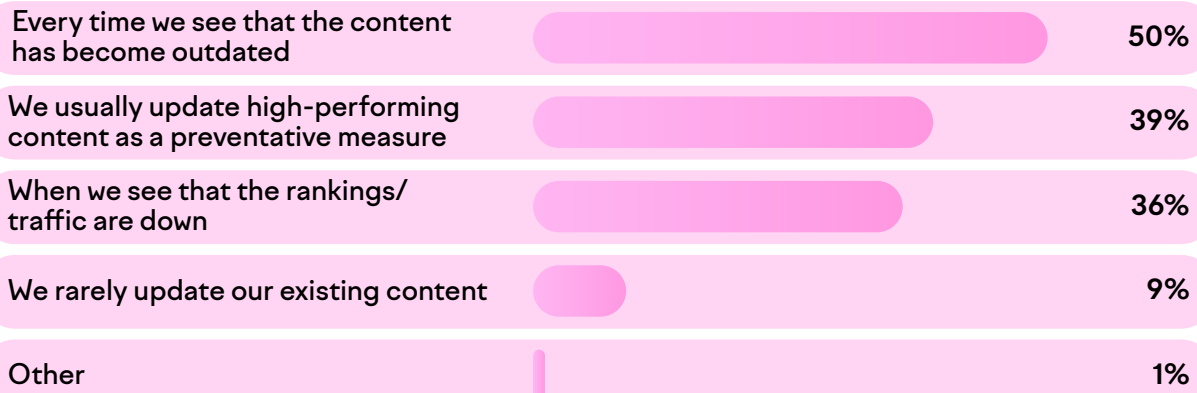 Every time we see that the content
has become outdated
50%
We usually update high-performing
content as a preventative measure
39%
When we see that the rankings/
traffic are down
36%
We rarely update our existing content
9%
Other
1%